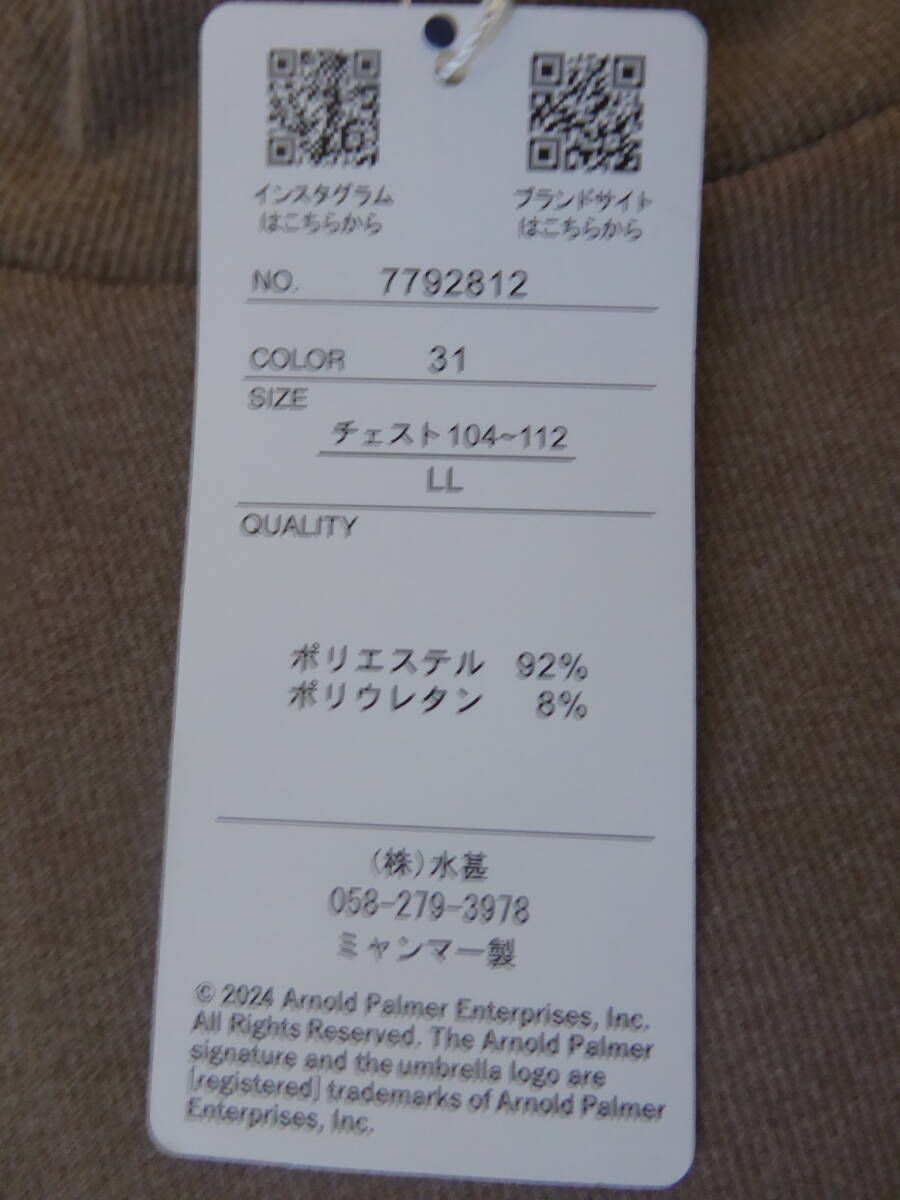 インスタグラム
はこちらから
ブランドサイト
はこちらから
NO. 7792812
COLOR 31
SIZE
チェスト104~112
LL
QUALITY
ポリエステル 92%
ポリウレタン 8%
(株)水甚
058-279-3978
ミャンマー製
© 2024 Arnold Palmer Enterprises, Inc.
All Rights Reserved. The Arnold Palmer
signature and the umbrella logo are
[registered] trademarks of Arnold Palmer
Enterprises, Inc.